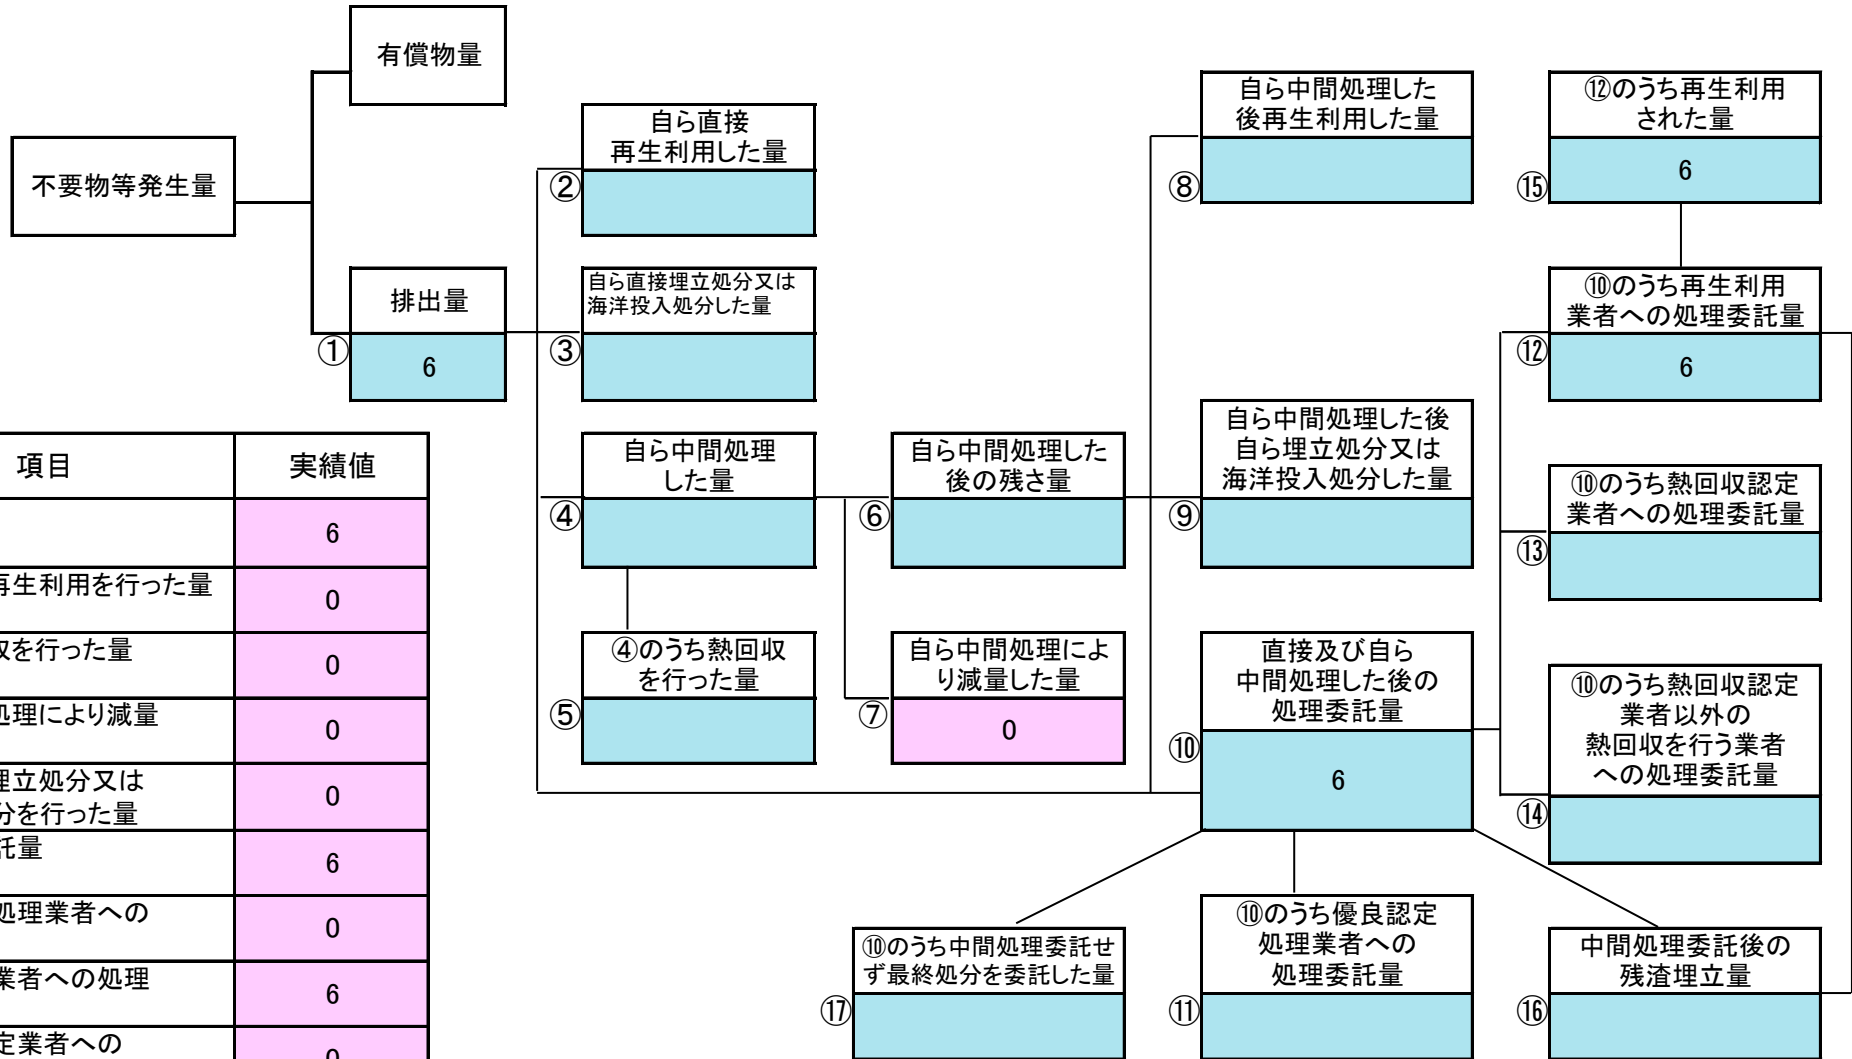 有償物量
不要物等発生量
排出量
①
6
自ら直接
再生利用した量
②
自ら直接埋立処分又は
海洋投入処分した量
③
自ら中間処理
した量
④
④のうち熱回収
を行った量
⑤
自ら中間処理した
後の残さ量
⑥
自ら中間処理によ
り減量した量
⑦
0
自ら中間処理した
後再生利用した量
⑧
自ら中間処理した後
自ら埋立処分又は
海洋投入処分した量
⑨
直接及び自ら
中間処理した後の
処理委託量
⑩
6
⑫のうち再生利用
された量
⑮
6
⑩のうち再生利用
業者への処理委託量
⑫
6
⑩のうち熱回収認定
業者への処理委託量
⑬
⑩のうち熱回収認定
業者以外の
熱回収を行う業者
への処理委託量
⑭
⑩のうち中間処理委託せ
ず最終処分を委託した量
⑰
⑩のうち優良認定
処理業者への
処理委託量
⑪
中間処理委託後の
残渣埋立量
⑯
項目 実績値
6
再生利用を行った量 0
を行った量 0
処理により減量 0
埋立処分又は
分を行った量 0
託量 6
処理業者への 0
業者への処理 6
定業者への 0